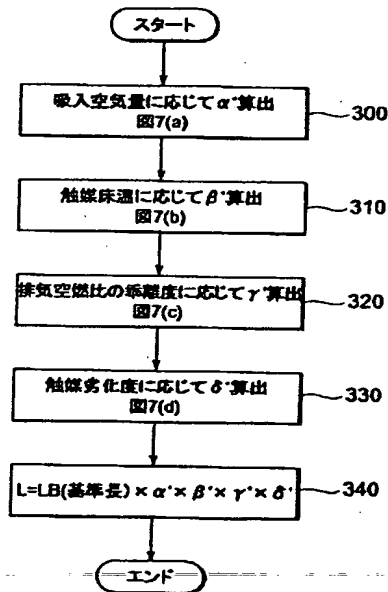 スタート
吸入空気量に応じてα'算出
図7(a)
300
触媒床温に応じてβ'算出
図7(b)
310
排気空燃比の乖離度に応じてγ'算出
図7(c)
320
触媒劣化度に応じてδ'算出
図7(d)
330
L=LB(基準長)×α'×β'×γ'×δ'
340
エンド